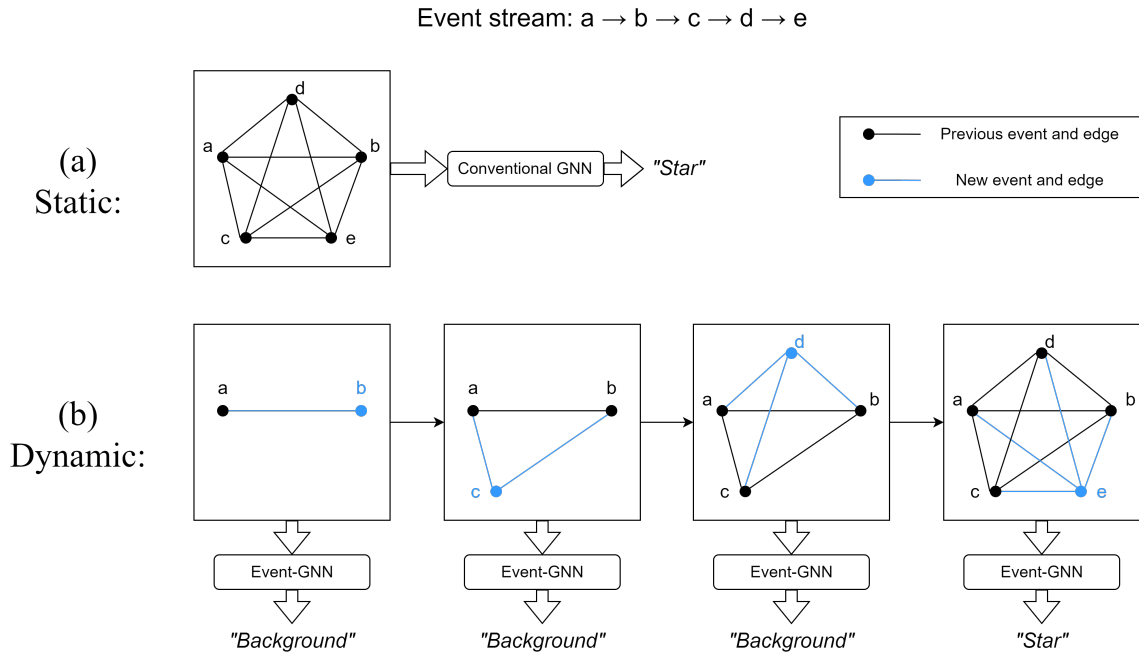 Event stream: a → b → c → d → e
(a)
Static:
d
a
b
c
e
Conventional GNN
"Star"
Previous event and edge
New event and edge
(b)
Dynamic:
a
b
a
b
c
d
a
b
c
d
a
b
c
e
Event-GNN
Event-GNN
Event-GNN
Event-GNN
"Background"
"Background"
"Background"
"Star"